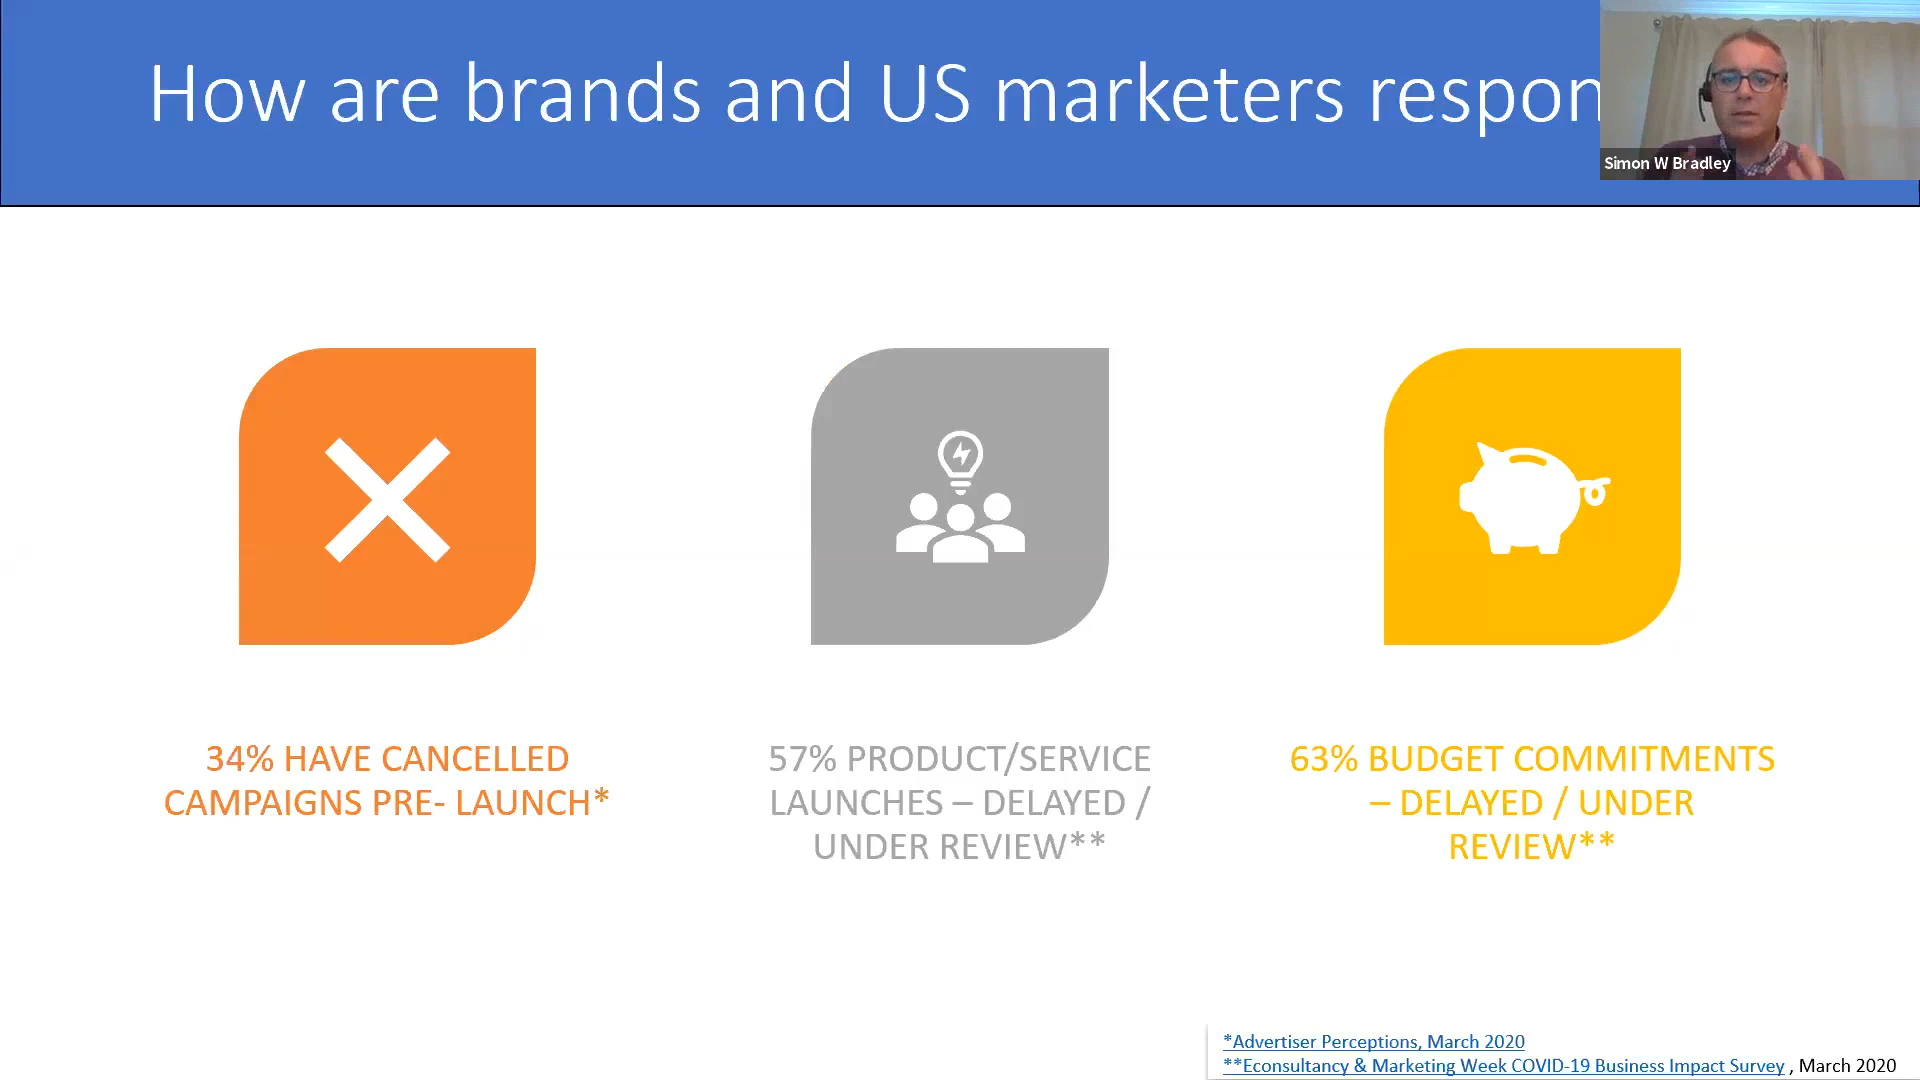 How are brands and US marketers respon
Simon W Bradley
34% HAVE CANCELLED
CAMPAIGNS PRE- LAUNCH*
57% PRODUCT/SERVICE
LAUNCHES – DELAYED /
UNDER REVIEW**
63% BUDGET COMMITMENTS
– DELAYED / UNDER
REVIEW**
*Advertiser Perceptions, March 2020
**Econsultancy & Marketing Week COVID-19 Business Impact Survey , March 2020